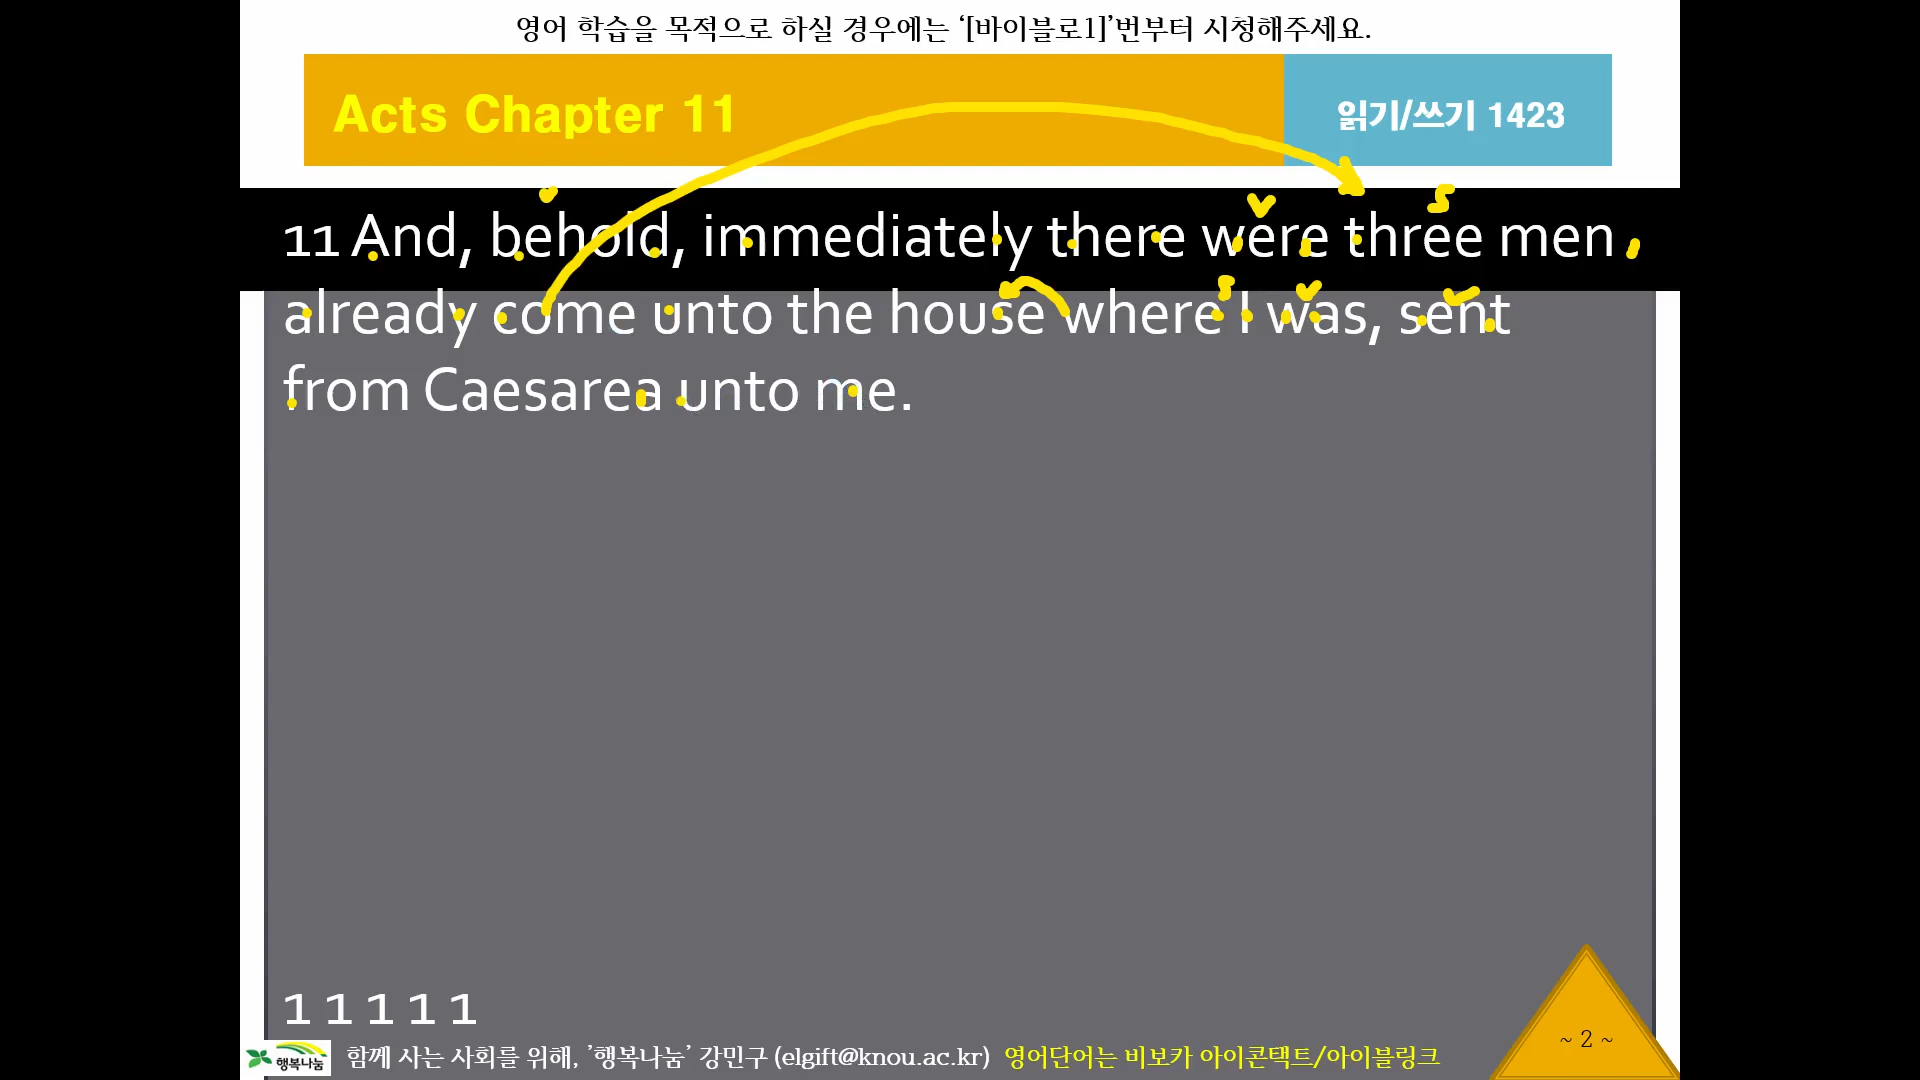 영어 학습을 목적으로 하실 경우에는 ‘[바이블로1]’번부터 시청해주세요.
Acts Chapter 11
읽기/쓰기 1423
11 And, behold, immediately there were three men
already come unto the house where I was, sent
from Caesarea unto me.
1 1 1 1 1
~ 2 ~
행복나눔
함께 사는 사회를 위해, ’행복나눔’ 강민구 (elgift@knou.ac.kr) 영어단어는 비보카 아이콘택트/아이블링크